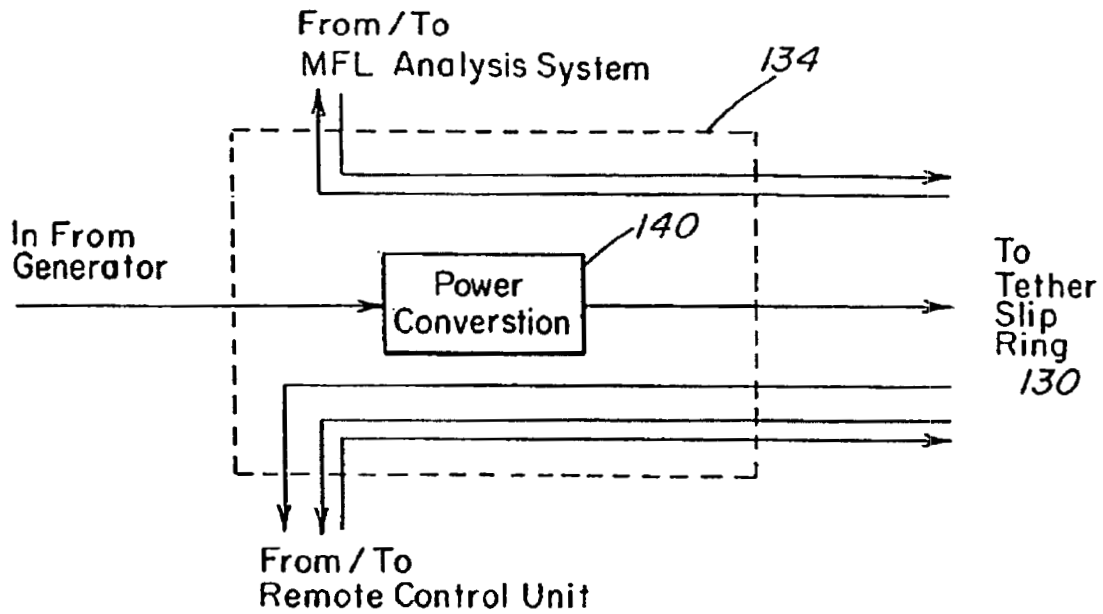 From / To
MFL Analysis System
134
In From
Generator
140
Power
Converstion
To
Tether
Slip
Ring
130
From / To
Remote Control Unit